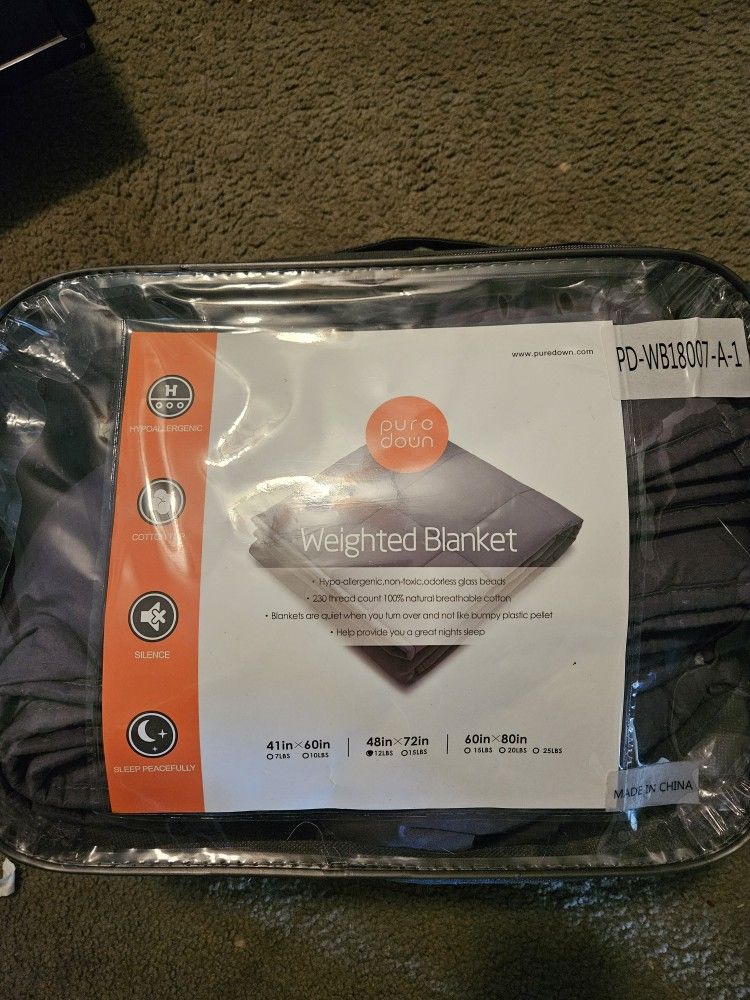 www.puredown.com
PD-WB18007-A-1
H
HYPOALLERGENIC
pure
down
COTTON
Weighted Blanket
• Hypo-allergenic,non-toxic,odorless glass beads
• 230 thread count 100% natural breathable cotton
• Blankets are quiet when you turn over and not like bumpy plastic pellet
• Help provide you a great nights sleep
SILENCE
SLEEP PEACEFULLY
41in×60in
7LBS 10LBS
48in×72in
12LBS 15LBS
60in×80in
15LBS 20LBS 25LBS
MADE IN CHINA